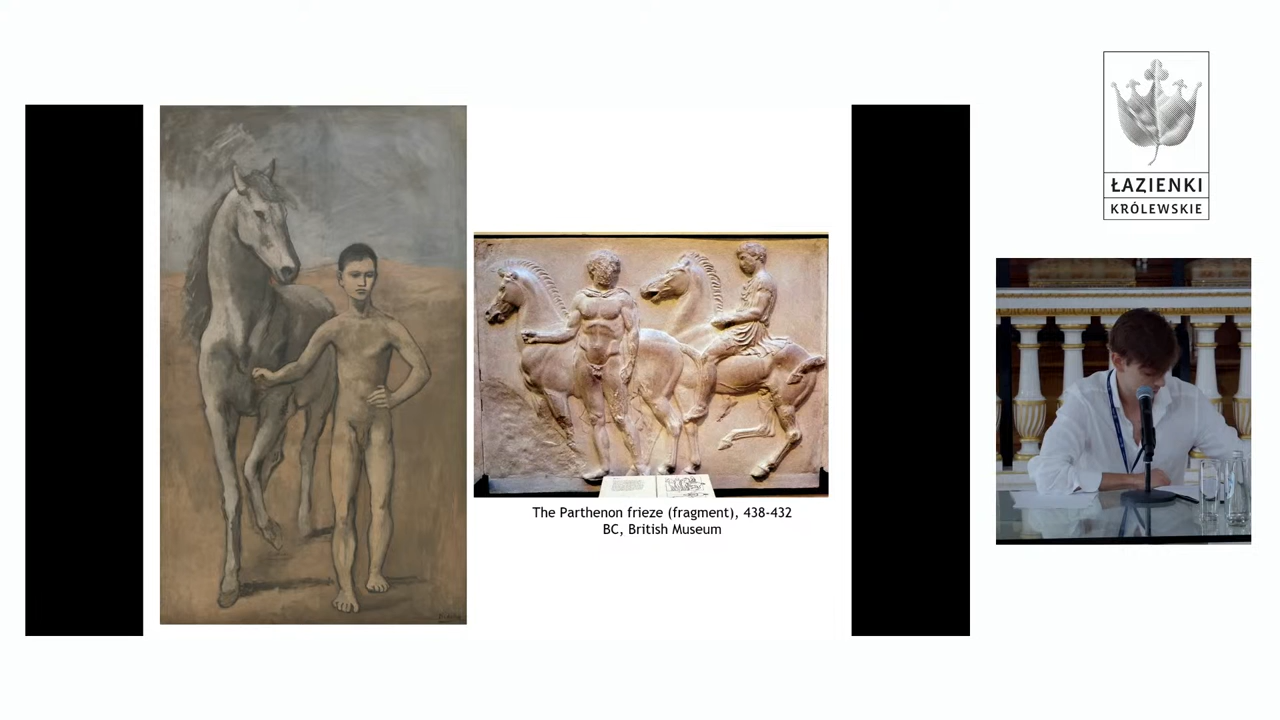 ŁAZIENKI
KRÓLEWSKIE
The Parthenon frieze (fragment), 438-432
BC, British Museum